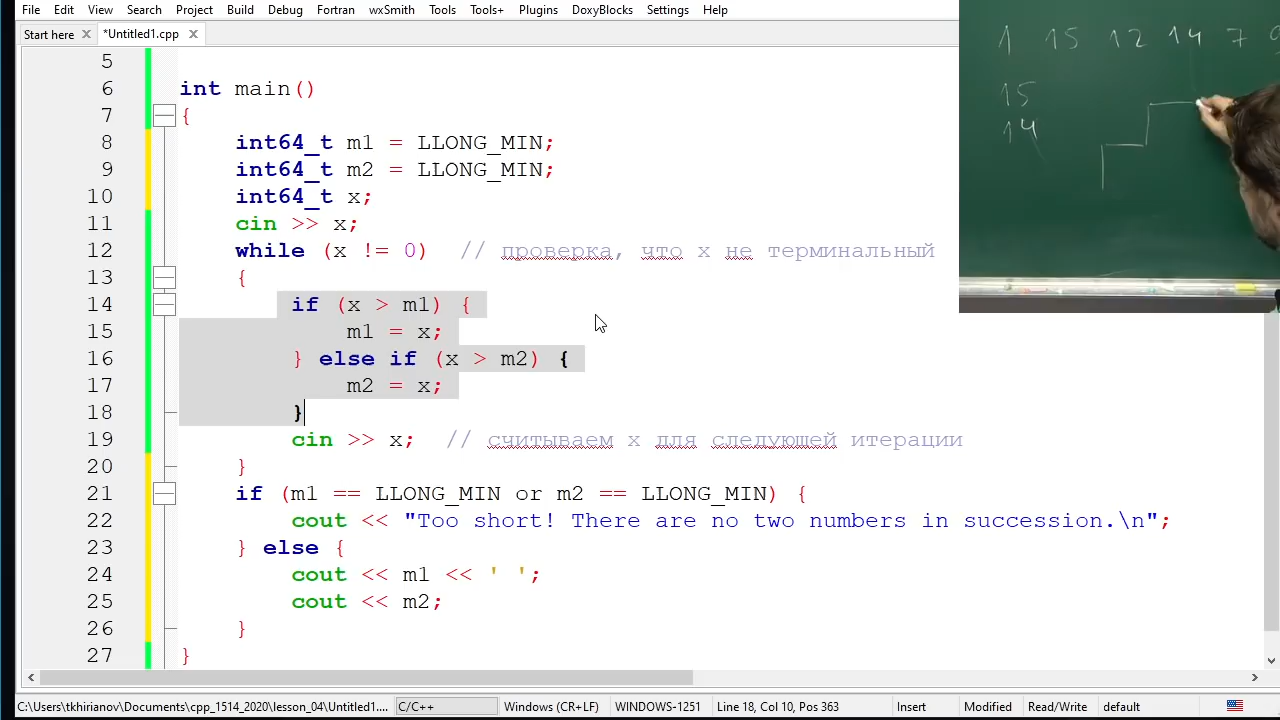 File Edit View Search Project Build Debug Fortran wxSmith Tools Tools+ Plugins DoxyBlocks Settings Help
Start here *Untitled1.cpp
5
6 int main()
7 {
8 int64_t m1 = LLONG_MIN;
9 int64_t m2 = LLONG_MIN;
10 int64_t x;
11 cin >> x;
12 while (x != 0) // проверка, что x не терминальный
13 {
14 if (x > m1) {
15 m1 = x;
16 } else if (x > m2) {
17 m2 = x;
18 }
19 cin >> x; // считываем x для следующей итерации
20 }
21 if (m1 == LLONG_MIN or m2 == LLONG_MIN) {
22 cout << "Too short! There are no two numbers in succession.\n";
23 } else {
24 cout << m1 << ' ';
25 cout << m2;
26 }
27 }
1 15 12 14 7
15
14
C:\Users\tkhirianov\Documents\cpp_1514_2020\lesson_04\Untitled1.... C/C++ Windows (CR+LF) WINDOWS-1251 Line 18, Col 10, Pos 363 Insert Modified Read/Write default